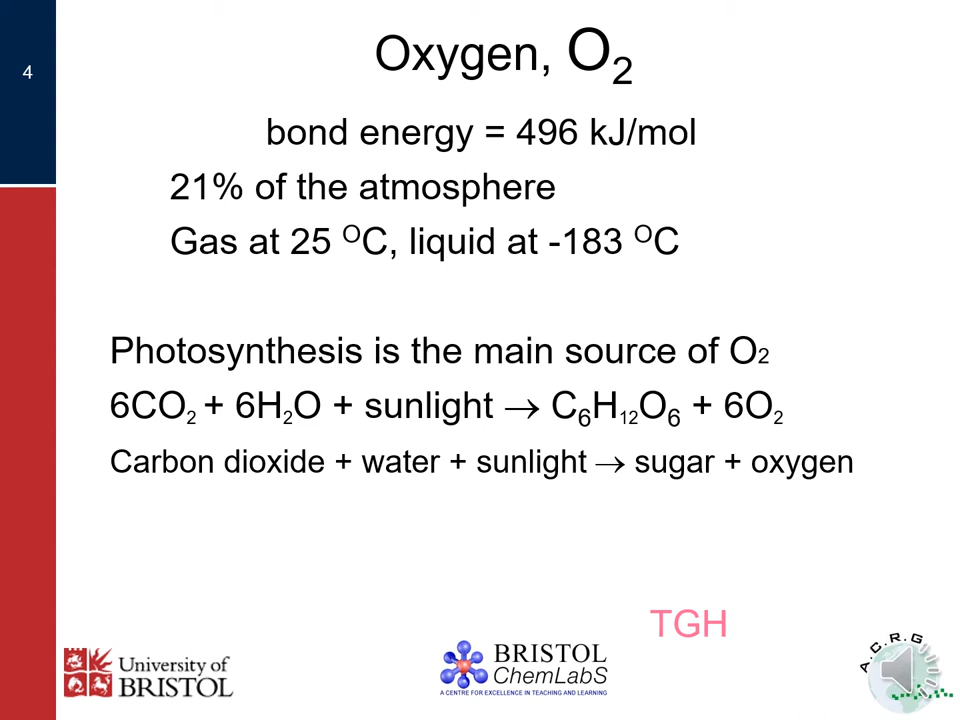 4
Oxygen, O₂
bond energy = 496 kJ/mol
21% of the atmosphere
Gas at 25 ᴼC, liquid at -183 ᴼC
Photosynthesis is the main source of O₂
6CO₂ + 6H₂O + sunlight → C₆H₁₂O₆ + 6O₂
Carbon dioxide + water + sunlight → sugar + oxygen
TGH
University of
BRISTOL
BRISTOL
ChemLabS
A CENTRE FOR EXCELLENCE IN TEACHING AND LEARNING
A.C.R.G